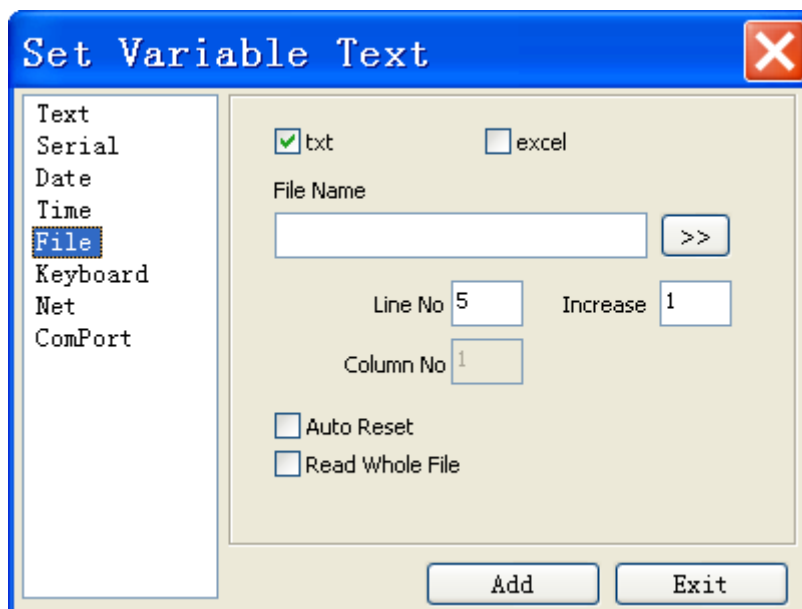 Set Variable Text
Text
Serial
Date
Time
File
Keyboard
Net
ComPort
txt
excel
File Name
>>
Line No 5
Increase 1
Column No 1
Auto Reset
Read Whole File
Add
Exit